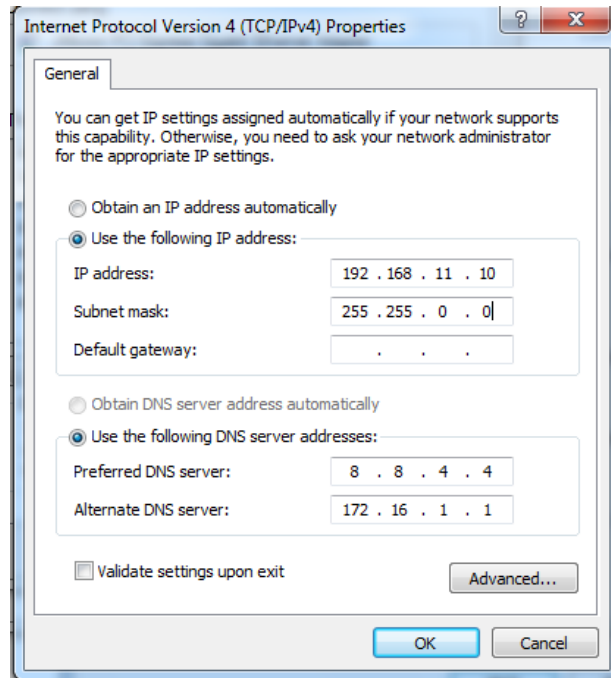 Internet Protocol Version 4 (TCP/IPv4) Properties
General
You can get IP settings assigned automatically if your network supports
this capability. Otherwise, you need to ask your network administrator
for the appropriate IP settings.
Obtain an IP address automatically
Use the following IP address:
IP address: 192 . 168 . 11 . 10
Subnet mask: 255 . 255 . 0 . 0
Default gateway: . . .
Obtain DNS server address automatically
Use the following DNS server addresses:
Preferred DNS server: 8 . 8 . 4 . 4
Alternate DNS server: 172 . 16 . 1 . 1
Validate settings upon exit
Advanced...
OK Cancel